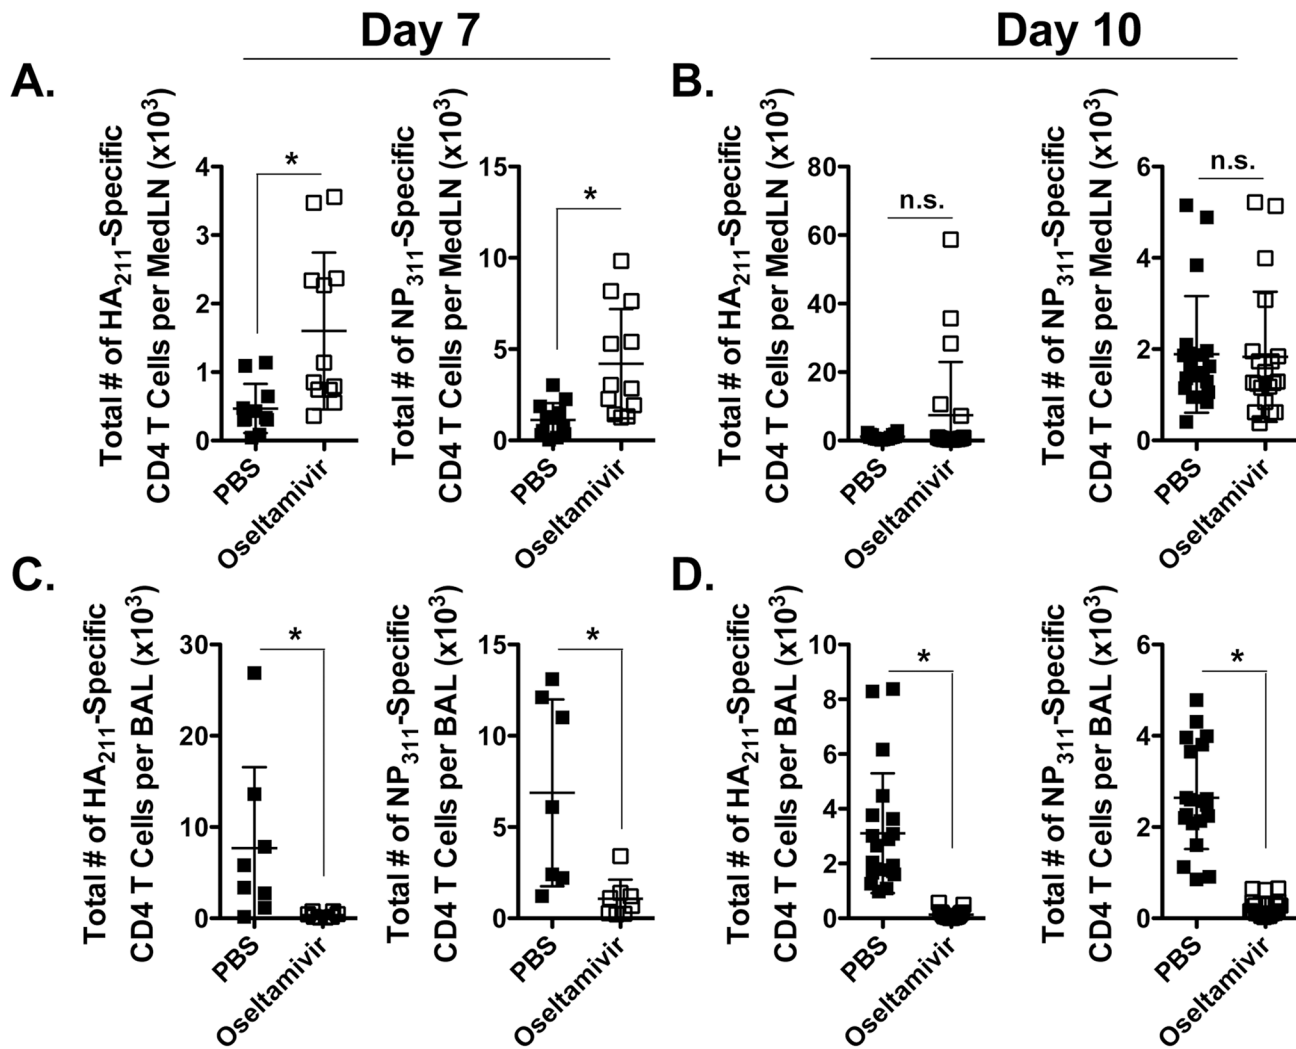 Day 7
Day 10
A.
Total # of HA211-Specific
CD4 T Cells per MedLN (x103)
4
3
2
1
0
*
PBS
Oseltamivir
Total # of NP311-Specific
CD4 T Cells per MedLN (x103)
15
10
5
0
*
PBS
Oseltamivir
B.
Total # of HA211-Specific
CD4 T Cells per MedLN (x103)
80
60
40
20
0
n.s.
PBS
Oseltamivir
Total # of NP311-Specific
CD4 T Cells per MedLN (x103)
6
4
2
0
n.s.
PBS
Oseltamivir
C.
Total # of HA211-Specific
CD4 T Cells per BAL (x103)
30
20
10
0
*
PBS
Oseltamivir
Total # of NP311-Specific
CD4 T Cells per BAL (x103)
15
10
5
0
*
PBS
Oseltamivir
D.
Total # of HA211-Specific
CD4 T Cells per BAL (x103)
10
8
6
4
2
0
*
PBS
Oseltamivir
Total # of NP311-Specific
CD4 T Cells per BAL (x103)
6
4
2
0
*
PBS
Oseltamivir